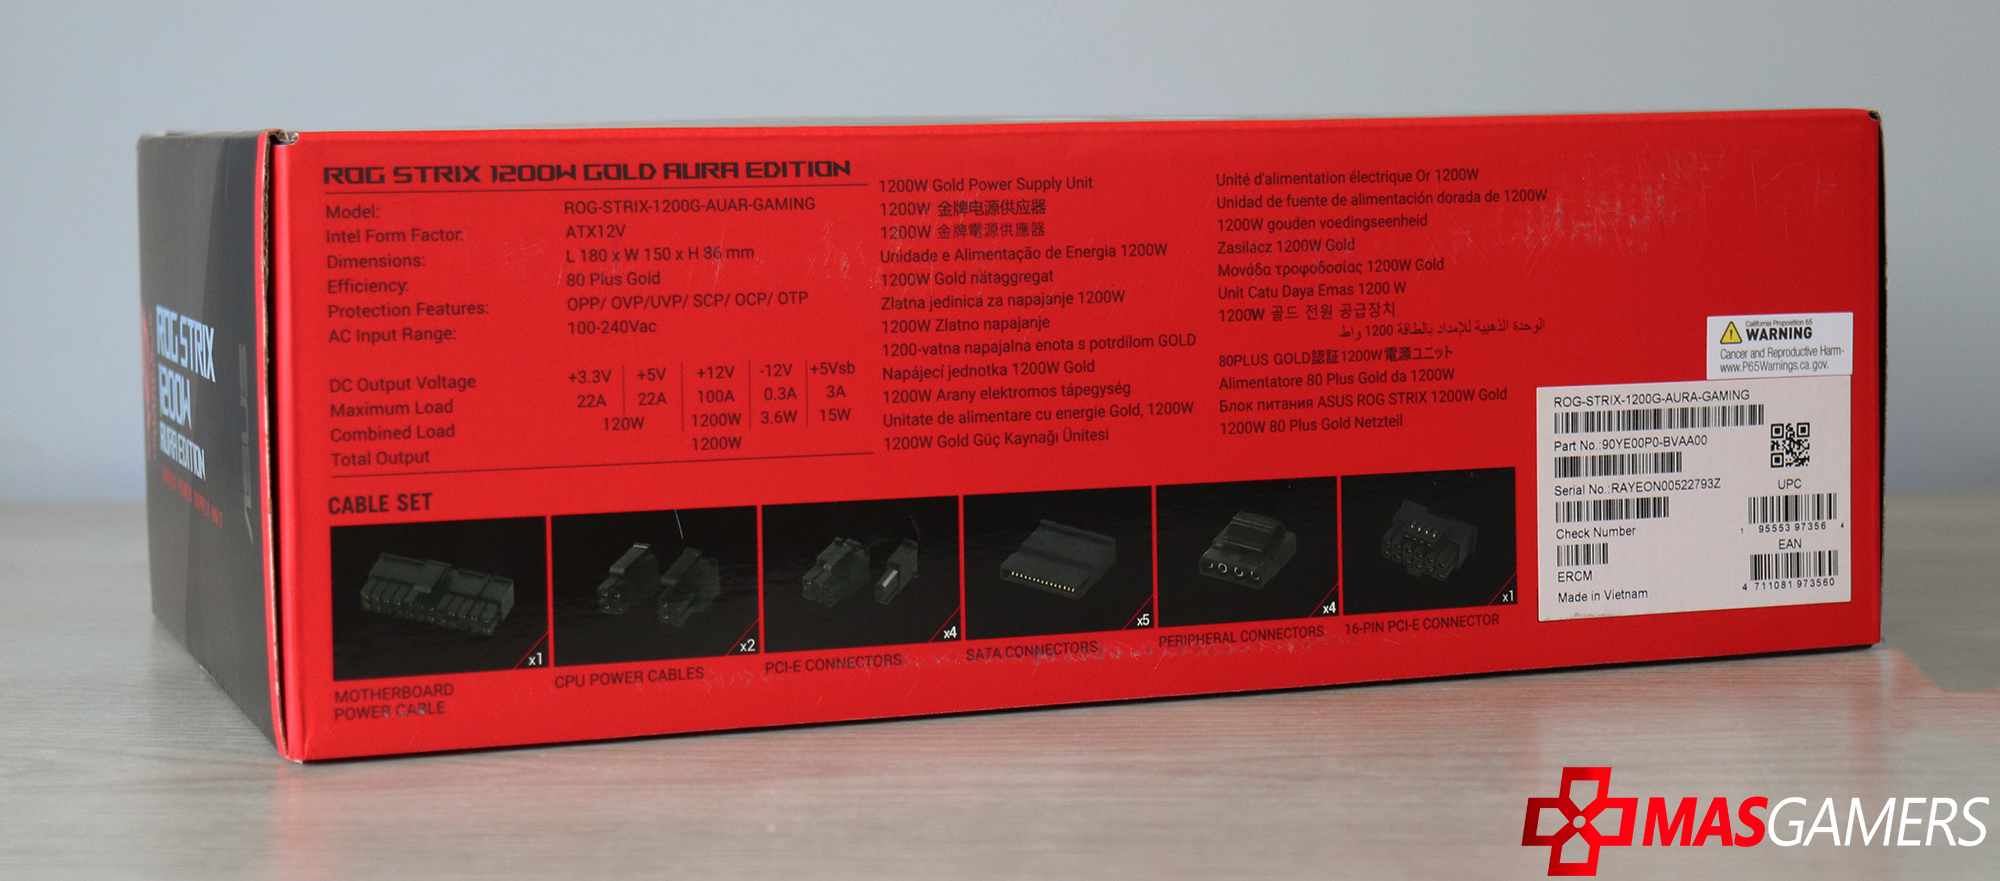 ROG STRIX
1200W
AURA EDITION
ASUS
ROG STRIX 1200W GOLD AURA EDITION
Model: ROG-STRIX-1200G-AUAR-GAMING
Intel Form Factor: ATX12V
Dimensions: L 180 x W 150 x H 86 mm
Efficiency: 80 Plus Gold
Protection Features: OPP/ OVP/UVP/ SCP/ OCP/ OTP
AC Input Range: 100-240Vac
DC Output Voltage +3.3V +5V +12V -12V +5Vsb
Maximum Load 22A 22A 100A 0.3A 3A
Combined Load 120W 1200W 3.6W 15W
Total Output 1200W
1200W Gold Power Supply Unit
1200W 金牌电源供应器
1200W 金牌電源供應器
Unidade e Alimentação de Energia 1200W
1200W Gold nätaggregat
Zlatna jedinica za napajanje 1200W
1200W Zlatno napajanje
1200-vatna napajalna enota s potrdilom GOLD
Napájecí jednotka 1200W Gold
1200W Arany elektromos tápegység
Unitate de alimentare cu energie Gold, 1200W
1200W Gold Güç Kaynağı Ünitesi
Unité d'alimentation électrique Or 1200W
Unidad de fuente de alimentación dorada de 1200W
1200W gouden voedingseenheid
Zasilacz 1200W Gold
Μονάδα τροφοδοσίας 1200W Gold
Unit Catu Daya Emas 1200 W
1200W 골드 전원 공급장치
الوحدة الذهبية للإمداد بالطاقة 1200 واط
80PLUS GOLD認証1200W電源ユニット
Alimentatore 80 Plus Gold da 1200W
Блок питания ASUS ROG STRIX 1200W Gold
1200W 80 Plus Gold Netzteil
CABLE SET
x1
MOTHERBOARD
POWER CABLE
x2
CPU POWER CABLES
x4
PCI-E CONNECTORS
x5
SATA CONNECTORS
x4
PERIPHERAL CONNECTORS
x1
16-PIN PCI-E CONNECTOR
California Proposition 65
WARNING
Cancer and Reproductive Harm-
www.P65Warnings.ca.gov.
ROG-STRIX-1200G-AURA-GAMING
Part No.:90YE00P0-BVAA00
Serial No.:RAYEON00522793Z
Check Number
ERCM
Made in Vietnam
UPC
1 95553 97356 4
EAN
4 711081 973560
MASGAMERS